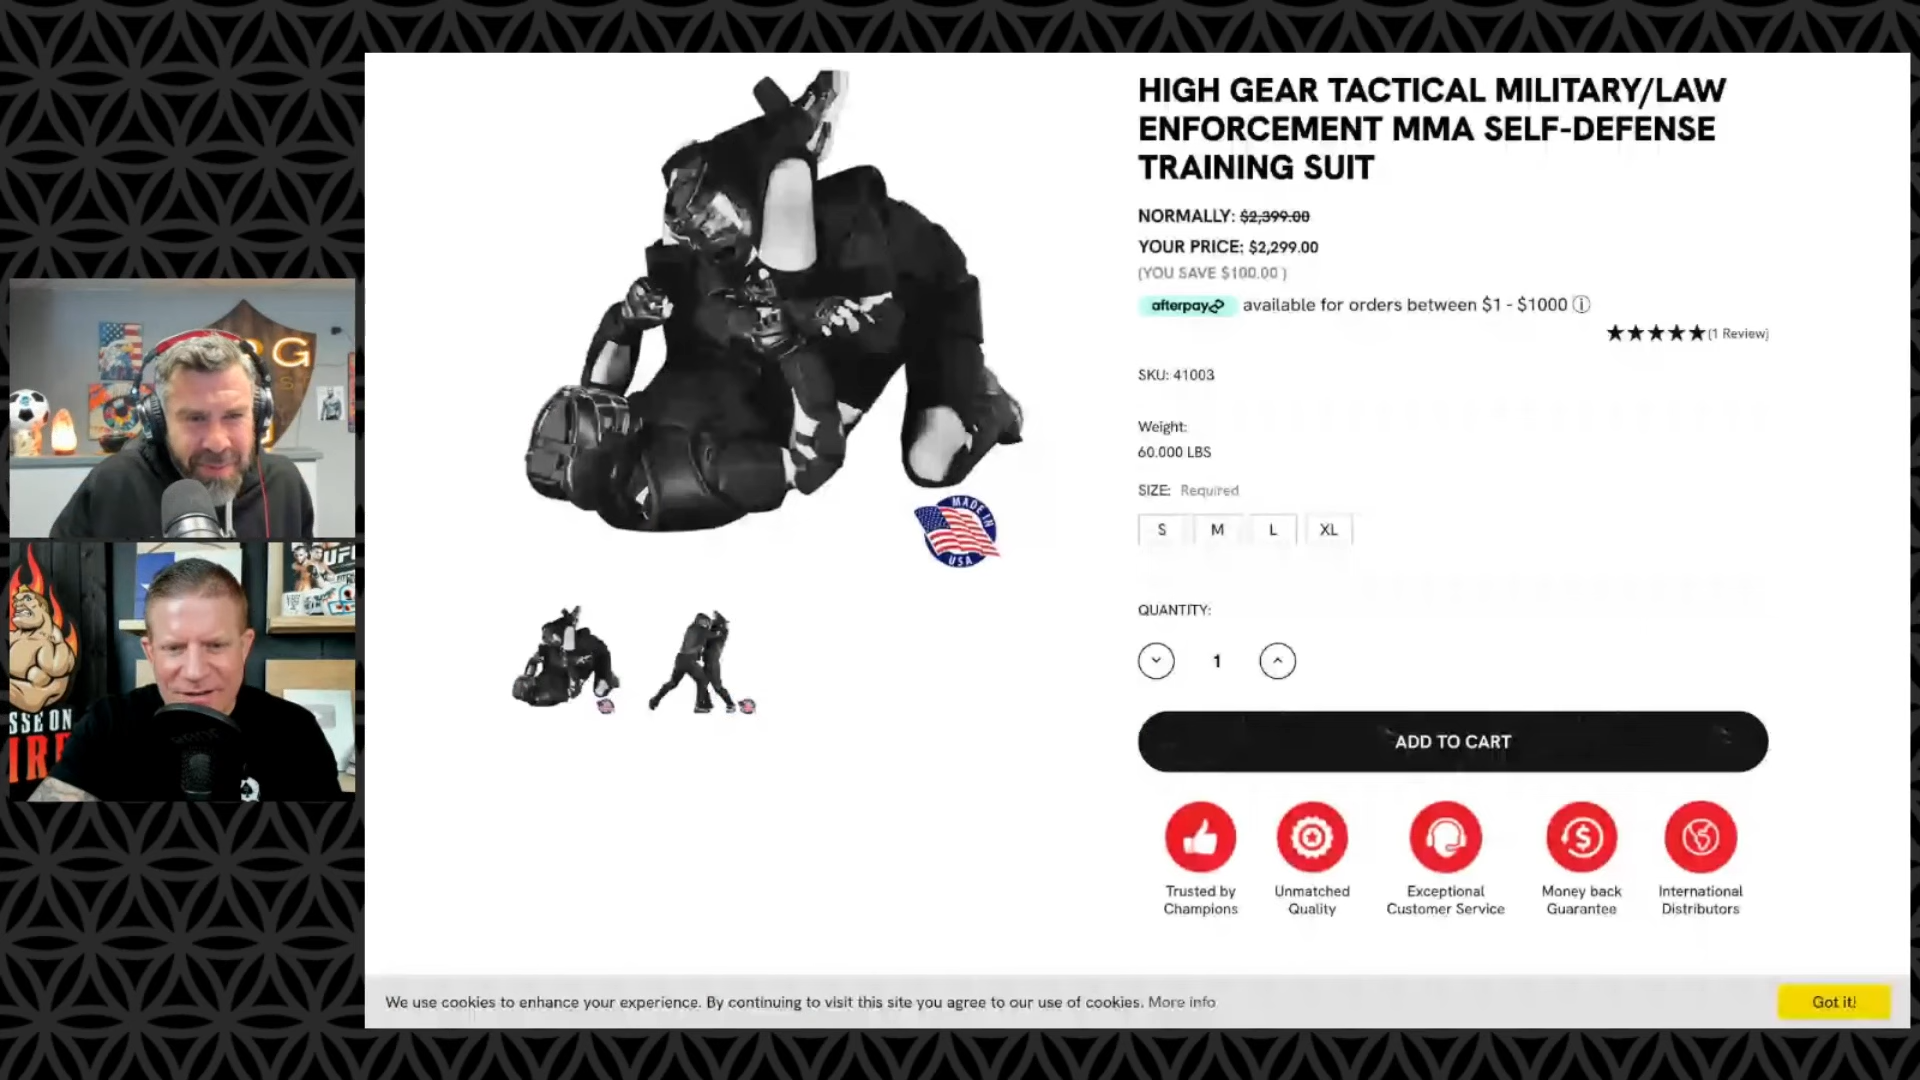 HIGH GEAR TACTICAL MILITARY/LAW
ENFORCEMENT MMA SELF-DEFENSE
TRAINING SUIT
NORMALLY: $2,399.00
YOUR PRICE: $2,299.00
(YOU SAVE $100.00 )
afterpay available for orders between $1 - $1000
(1 Review)
SKU: 41003
Weight:
60.000 LBS
SIZE: Required
S M L XL
QUANTITY:
1
ADD TO CART
Trusted by
Champions
Unmatched
Quality
Exceptional
Customer Service
Money back
Guarantee
International
Distributors
MADE IN
USA
We use cookies to enhance your experience. By continuing to visit this site you agree to our use of cookies. More info
Got it!
G
UF
SSE ON
IRE